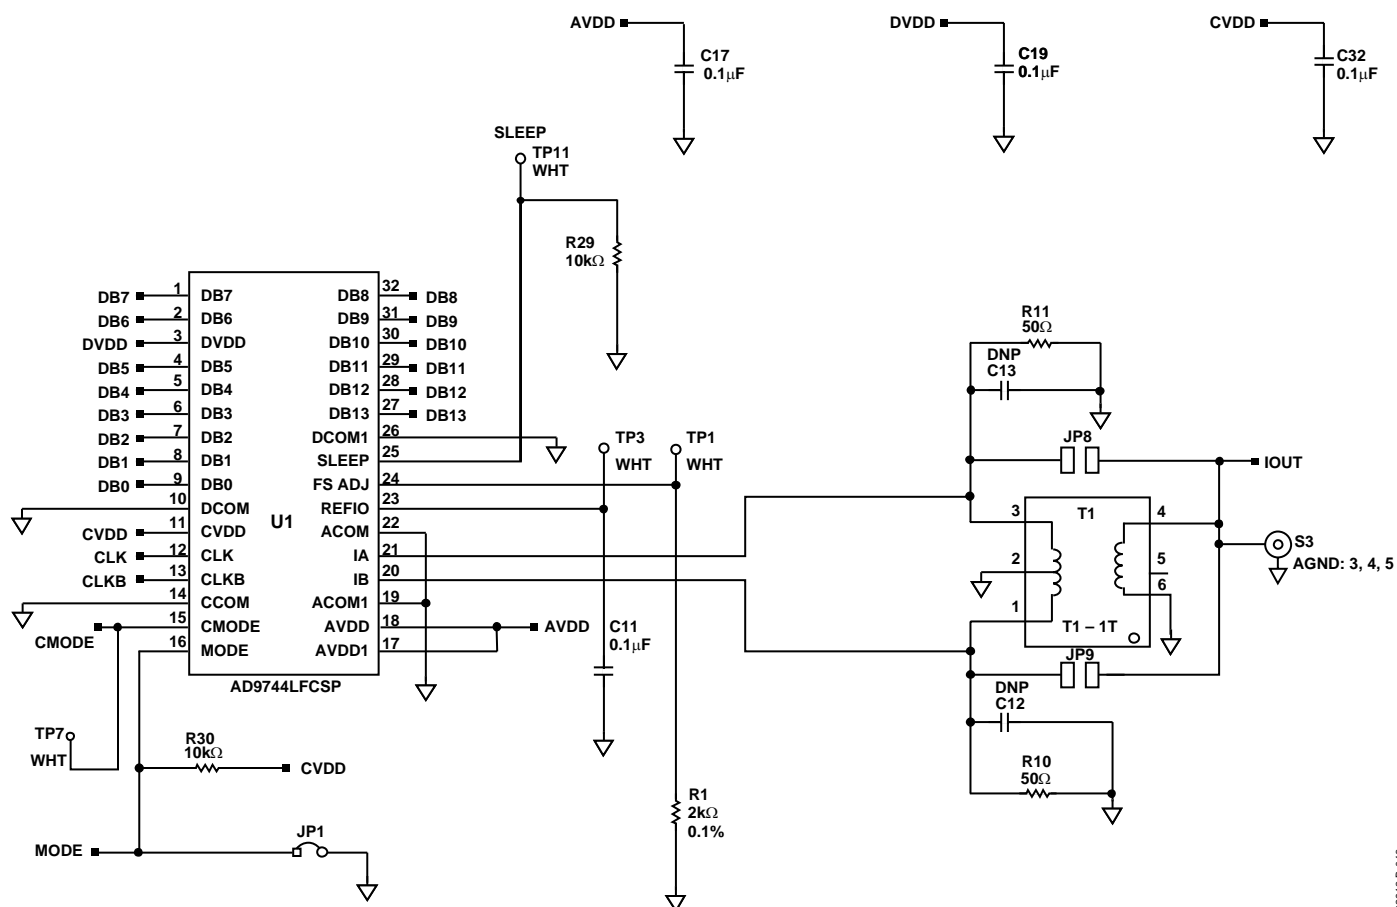 AVDD
C17
0.1µF
DVDD
C19
0.1µF
CVDD
C32
0.1µF
SLEEP
TP11
WHT
R29
10kΩ
DB7 1 DB7 DB8 32 DB8
DB6 2 DB6 DB9 31 DB9
DVDD 3 DVDD DB10 30 DB10
DB5 4 DB5 DB11 29 DB11
DB4 5 DB4 DB12 28 DB12
DB3 6 DB3 DB13 27 DB13
DB2 7 DB2 DCOM1 26
DB1 8 DB1 SLEEP 25
DB0 9 DB0 FS ADJ 24
10 DCOM REFIO 23
U1
CVDD 11 CVDD ACOM 22
CLK 12 CLK IA 21
CLKB 13 CLKB IB 20
14 CCOM ACOM1 19
CMODE 15 CMODE AVDD 18 AVDD
16 MODE AVDD1 17
AD9744LFCSP
TP3
WHT
TP1
WHT
C11
0.1µF
R1
2kΩ
0.1%
TP7
WHT
R30
10kΩ
CVDD
MODE
JP1
R11
50Ω
DNP
C13
JP8
IOUT
3 T1 4
2 5
1 6
T1 – 1T
S3
AGND: 3, 4, 5
JP9
DNP
C12
R10
50Ω